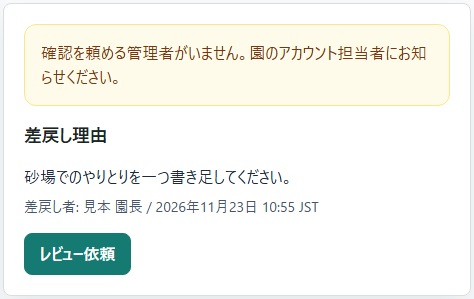 確認を頼める管理者がいません。園のアカウント担当者にお知
らせください。
差戻し理由
砂場でのやりとりを一つ書き足してください。
差戻し者: 見本 園長 / 2026年11月23日 10:55 JST
レビュー依頼